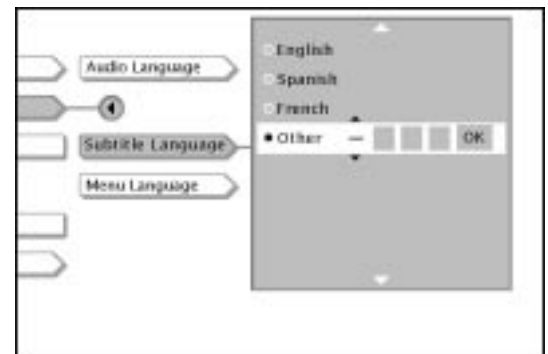 Audio Language
Subtitle Language
Menu Language
English
Spanish
French
Other – OK